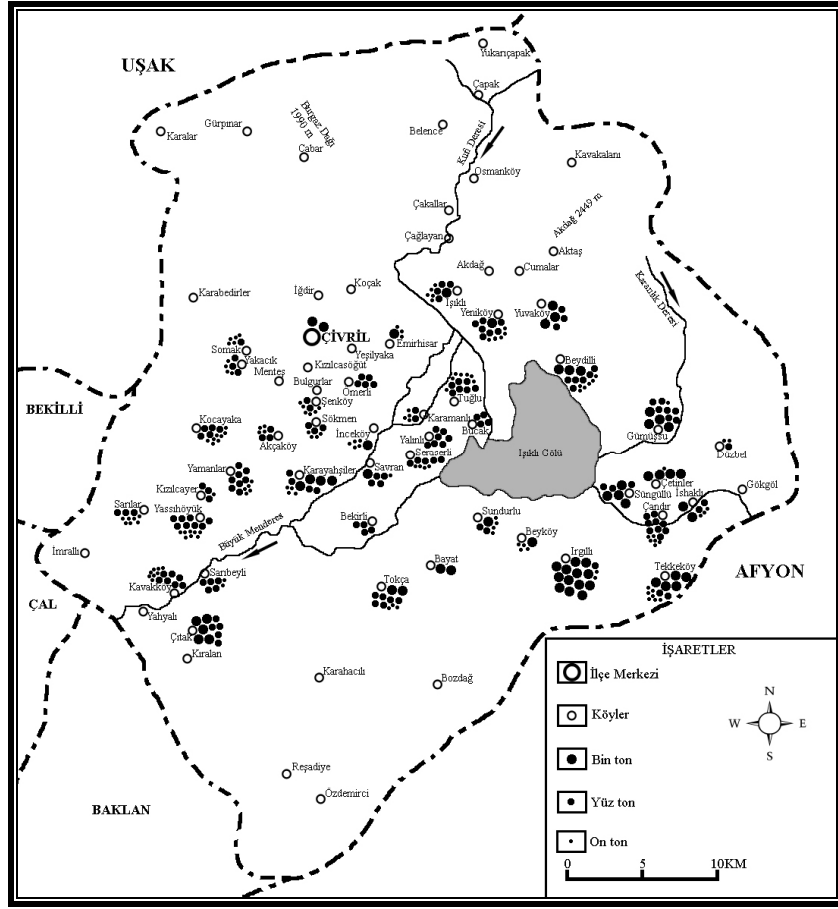 Yukarıçapak
UŞAK
Çapak
Burgaz Dağı
1990 m
Gürpınar
Karalar
Belence
Kufi Deresi
Cabar
Kavakalanı
Osmanköy
Akdağ 2449 m
Çakallar
Çağlayan
Aktaş
Akdağ
Cumalar
Karanlık Deresi
Koçak
Iğdir
Karabedirler
Işıklı
Yeniköy
Yuvaköy
ÇİVRİL
Emirhisar
Somak
Yeşilyaka
Yakacık
Kızılcasöğüt
Beydilli
Menteş
Bulgurlar
Ömerli
BEKİLLİ
Şenköy
Tuğlu
Kocayaka
Sökmen
Karamanlı
Bucak
İnceköy
Yalınlı
Gümüşsu
Akçaköy
Düzbel
Işıklı Gölü
Seraserli
Yamanlar
Karayahşiler
Savran
Çetinler
Kızılcayer
Süngüllü
İshaklı
Gökgöl
Sarılar
Yassıhöyük
Çandır
Bekirli
Sundurlu
Büyük Menderes
Beyköy
İmrallı
Irgıllı
Bayat
AFYON
Sarıbeyli
Tekkeköy
Kavakköy
Tokça
ÇAL
Yahyalı
Çıtak
Kıralan
Karahacılı
Bozdağ
Reşadiye
Özdemirci
BAKLAN
İŞARETLER
İlçe Merkezi
Köyler
Bin ton
Yüz ton
On ton
N
W E
S
0 5 10KM